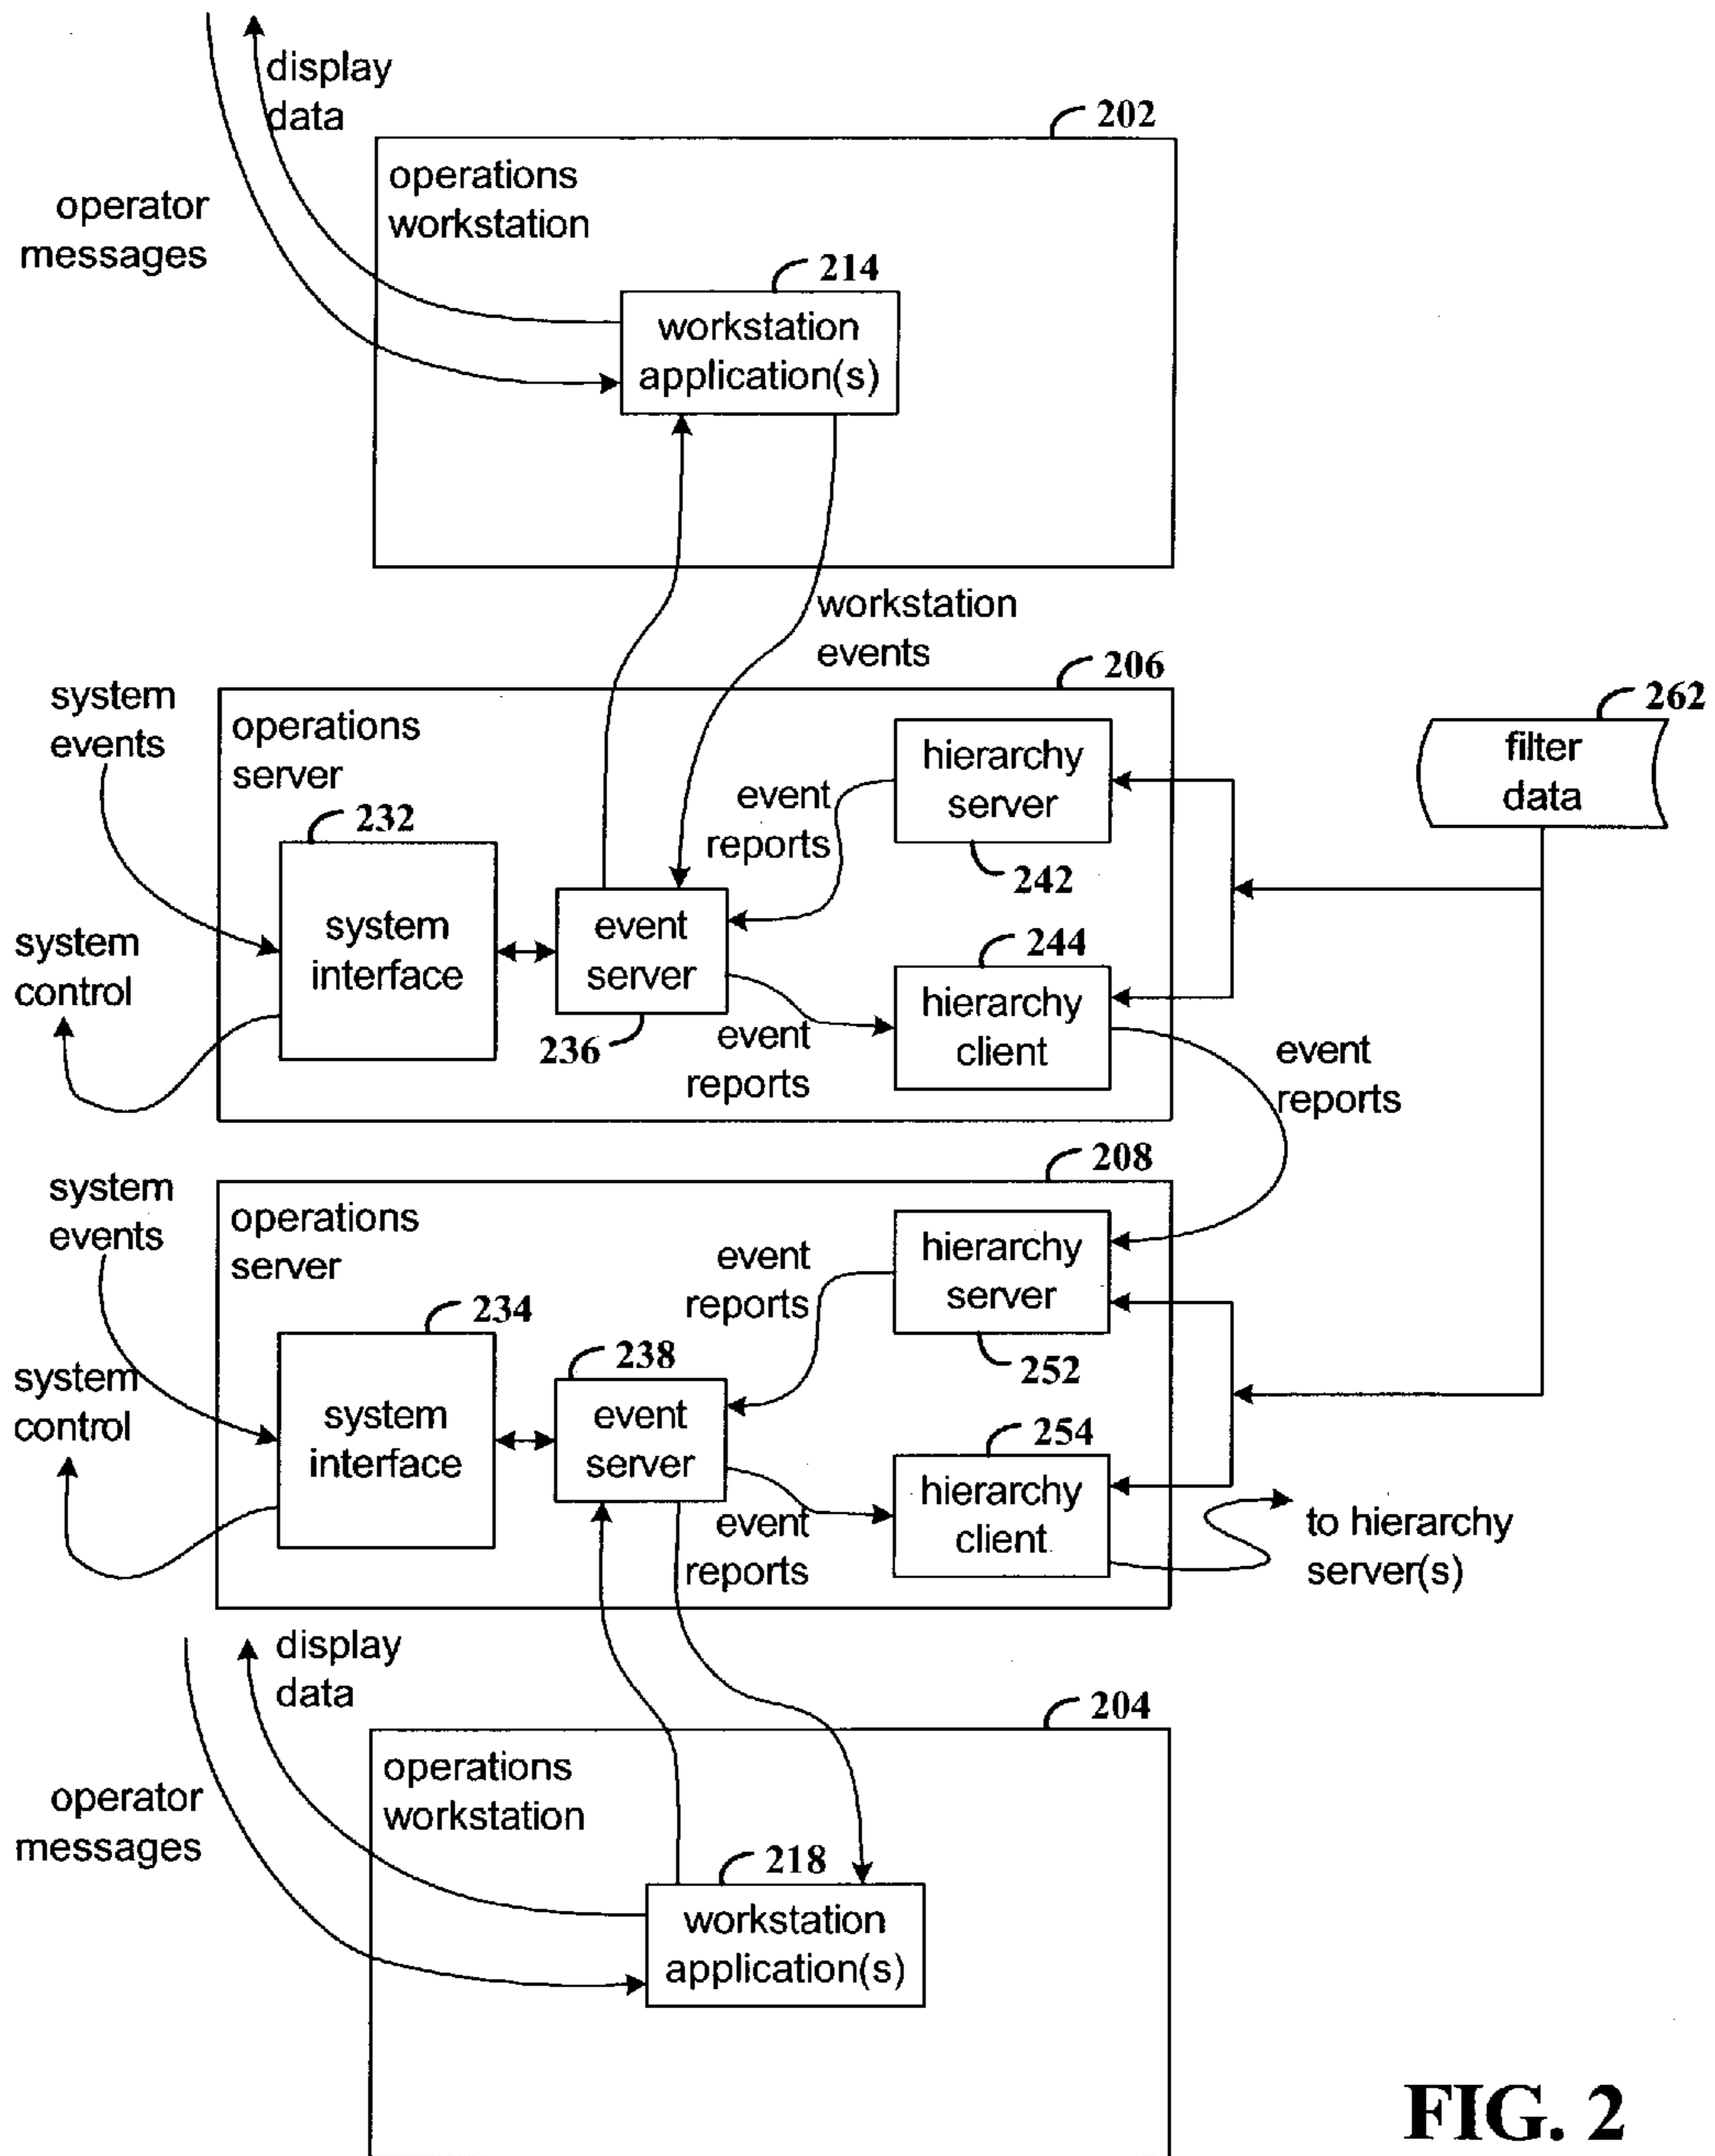 display
data
202
operations
workstation
operator
messages
214
workstation
application(s)
workstation
events
206
system
events
operations
server
262
filter
data
hierarchy
server
event
reports
232
242
system
interface
event
server
system
control
244
hierarchy
client
236
event
reports
event
reports
208
system
events
operations
server
hierarchy
server
event
reports
234
238
252
system
control
system
interface
event
server
254
hierarchy
client
event
reports
to hierarchy
server(s)
display
data
204
operations
workstation
operator
messages
218
workstation
application(s)
FIG. 2